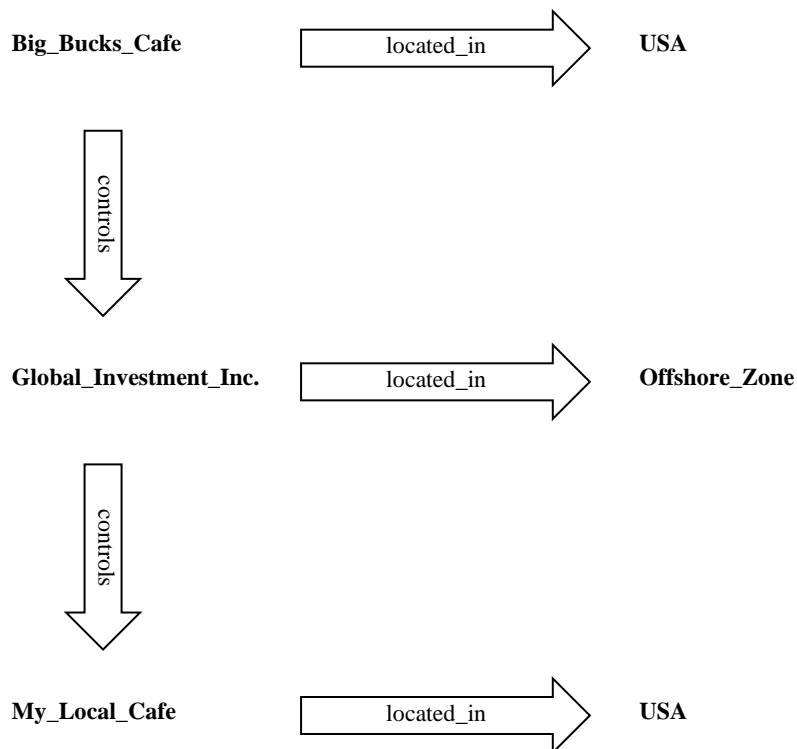 Big_Bucks_Cafe located_in USA
controls
Global_Investment_Inc. located_in Offshore_Zone
controls
My_Local_Cafe located_in USA